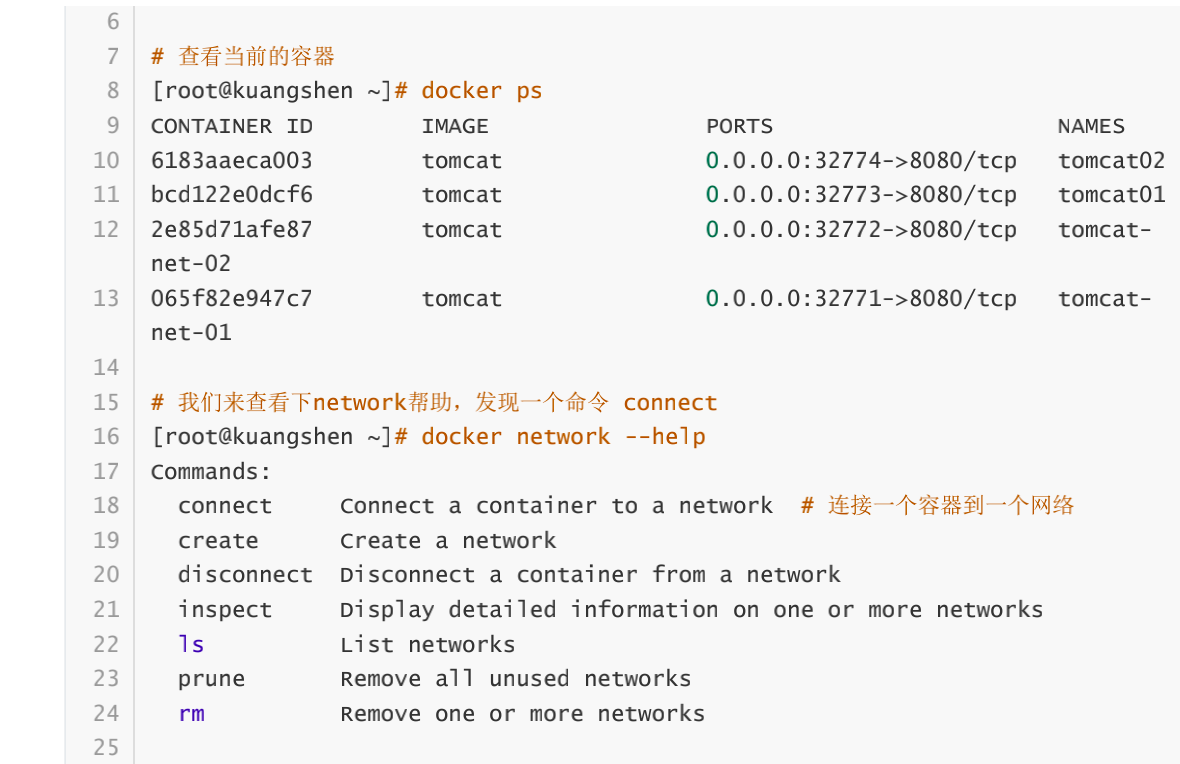 6
7 # 查看当前的容器
8 [root@kuangshen ~]# docker ps
9 CONTAINER ID        IMAGE               PORTS                     NAMES
10 6183aaeca003        tomcat              0.0.0.0:32774->8080/tcp   tomcat02
11 bcd122e0dcf6        tomcat              0.0.0.0:32773->8080/tcp   tomcat01
12 2e85d71afe87        tomcat              0.0.0.0:32772->8080/tcp   tomcat-
net-02
13 065f82e947c7        tomcat              0.0.0.0:32771->8080/tcp   tomcat-
net-01
14
15 # 我们来查看下network帮助，发现一个命令 connect
16 [root@kuangshen ~]# docker network --help
17 Commands:
18   connect     Connect a container to a network  # 连接一个容器到一个网络
19   create      Create a network
20   disconnect  Disconnect a container from a network
21   inspect     Display detailed information on one or more networks
22   ls          List networks
23   prune       Remove all unused networks
24   rm          Remove one or more networks
25